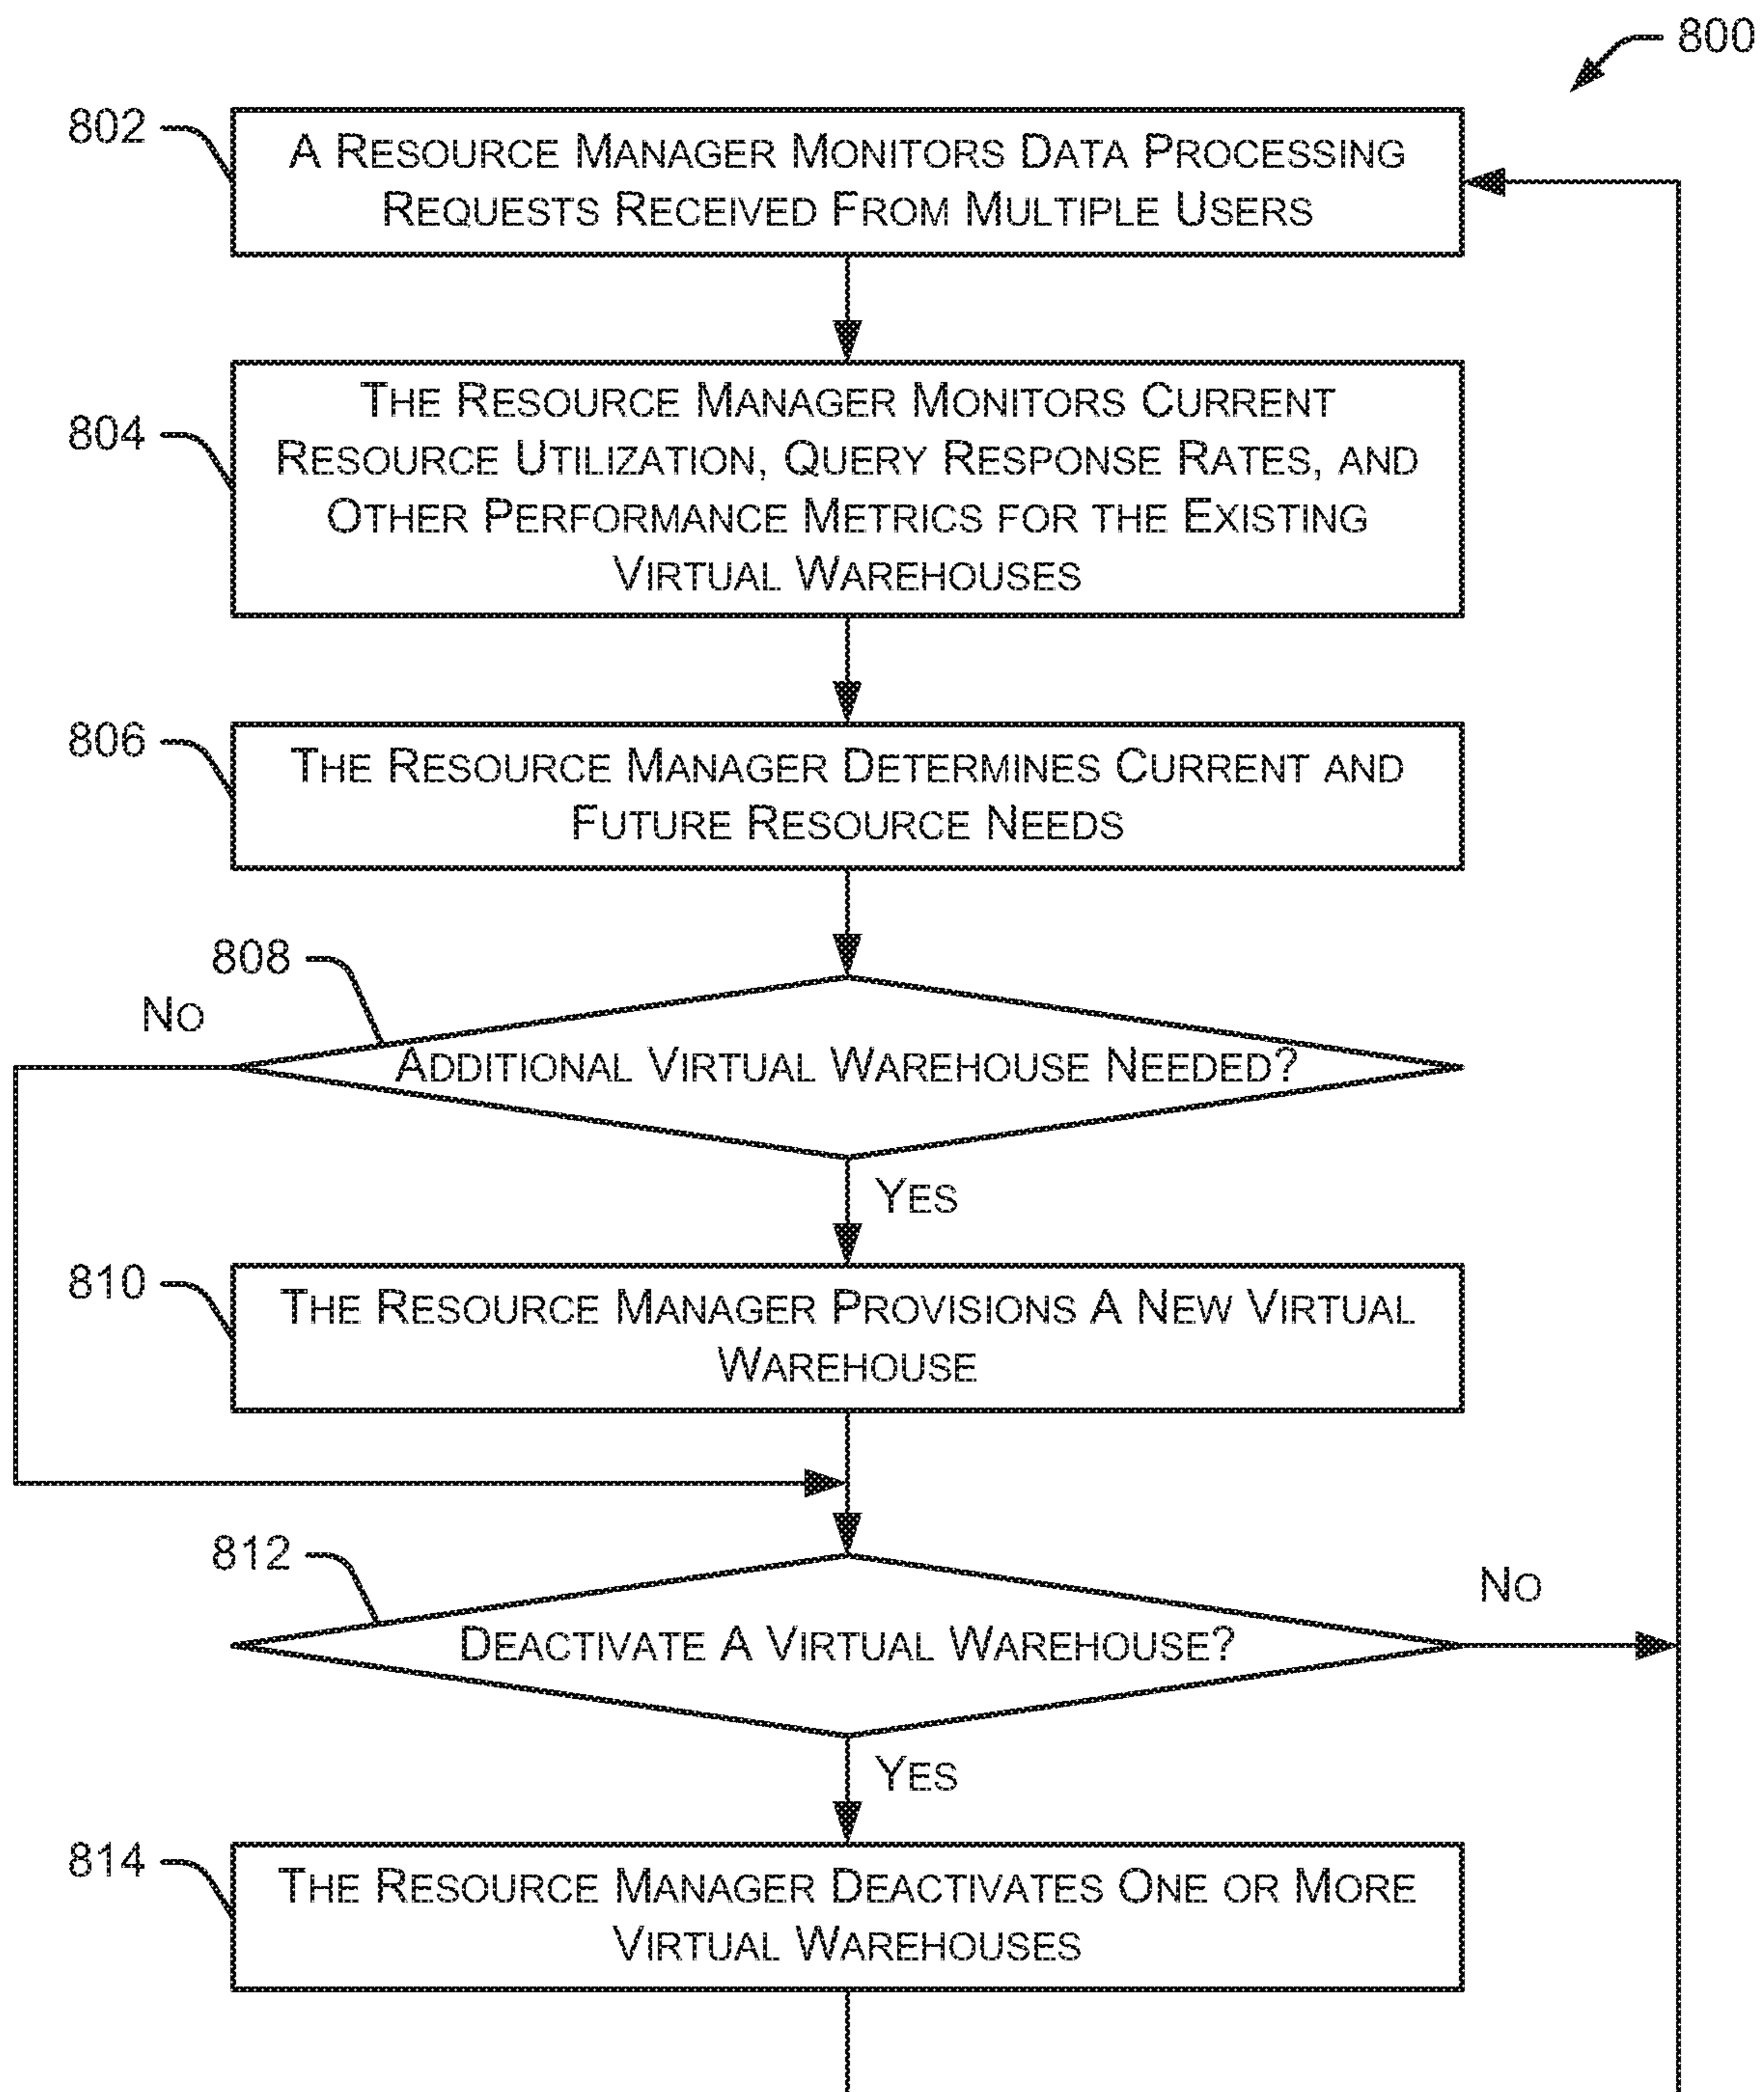 800
802
A RESOURCE MANAGER MONITORS DATA PROCESSING
REQUESTS RECEIVED FROM MULTIPLE USERS
804
THE RESOURCE MANAGER MONITORS CURRENT
RESOURCE UTILIZATION, QUERY RESPONSE RATES, AND
OTHER PERFORMANCE METRICS FOR THE EXISTING
VIRTUAL WAREHOUSES
806
THE RESOURCE MANAGER DETERMINES CURRENT AND
FUTURE RESOURCE NEEDS
808
NO
ADDITIONAL VIRTUAL WAREHOUSE NEEDED?
YES
810
THE RESOURCE MANAGER PROVISIONS A NEW VIRTUAL
WAREHOUSE
812
NO
DEACTIVATE A VIRTUAL WAREHOUSE?
YES
814
THE RESOURCE MANAGER DEACTIVATES ONE OR MORE
VIRTUAL WAREHOUSES